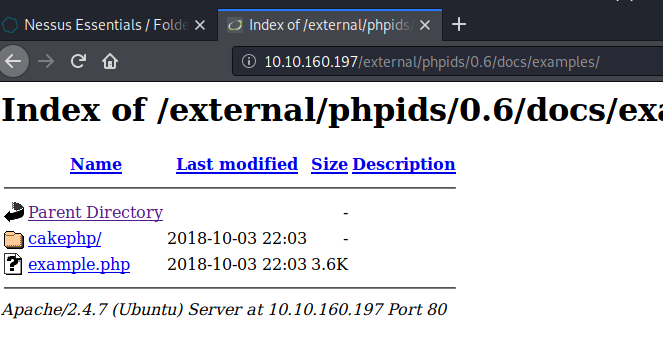 Nessus Essentials / Folde
Index of /external/phpids/
10.10.160.197/external/phpids/0.6/docs/examples/
Index of /external/phpids/0.6/docs/exa
Name Last modified Size Description
Parent Directory -
cakephp/ 2018-10-03 22:03 -
example.php 2018-10-03 22:03 3.6K
Apache/2.4.7 (Ubuntu) Server at 10.10.160.197 Port 80